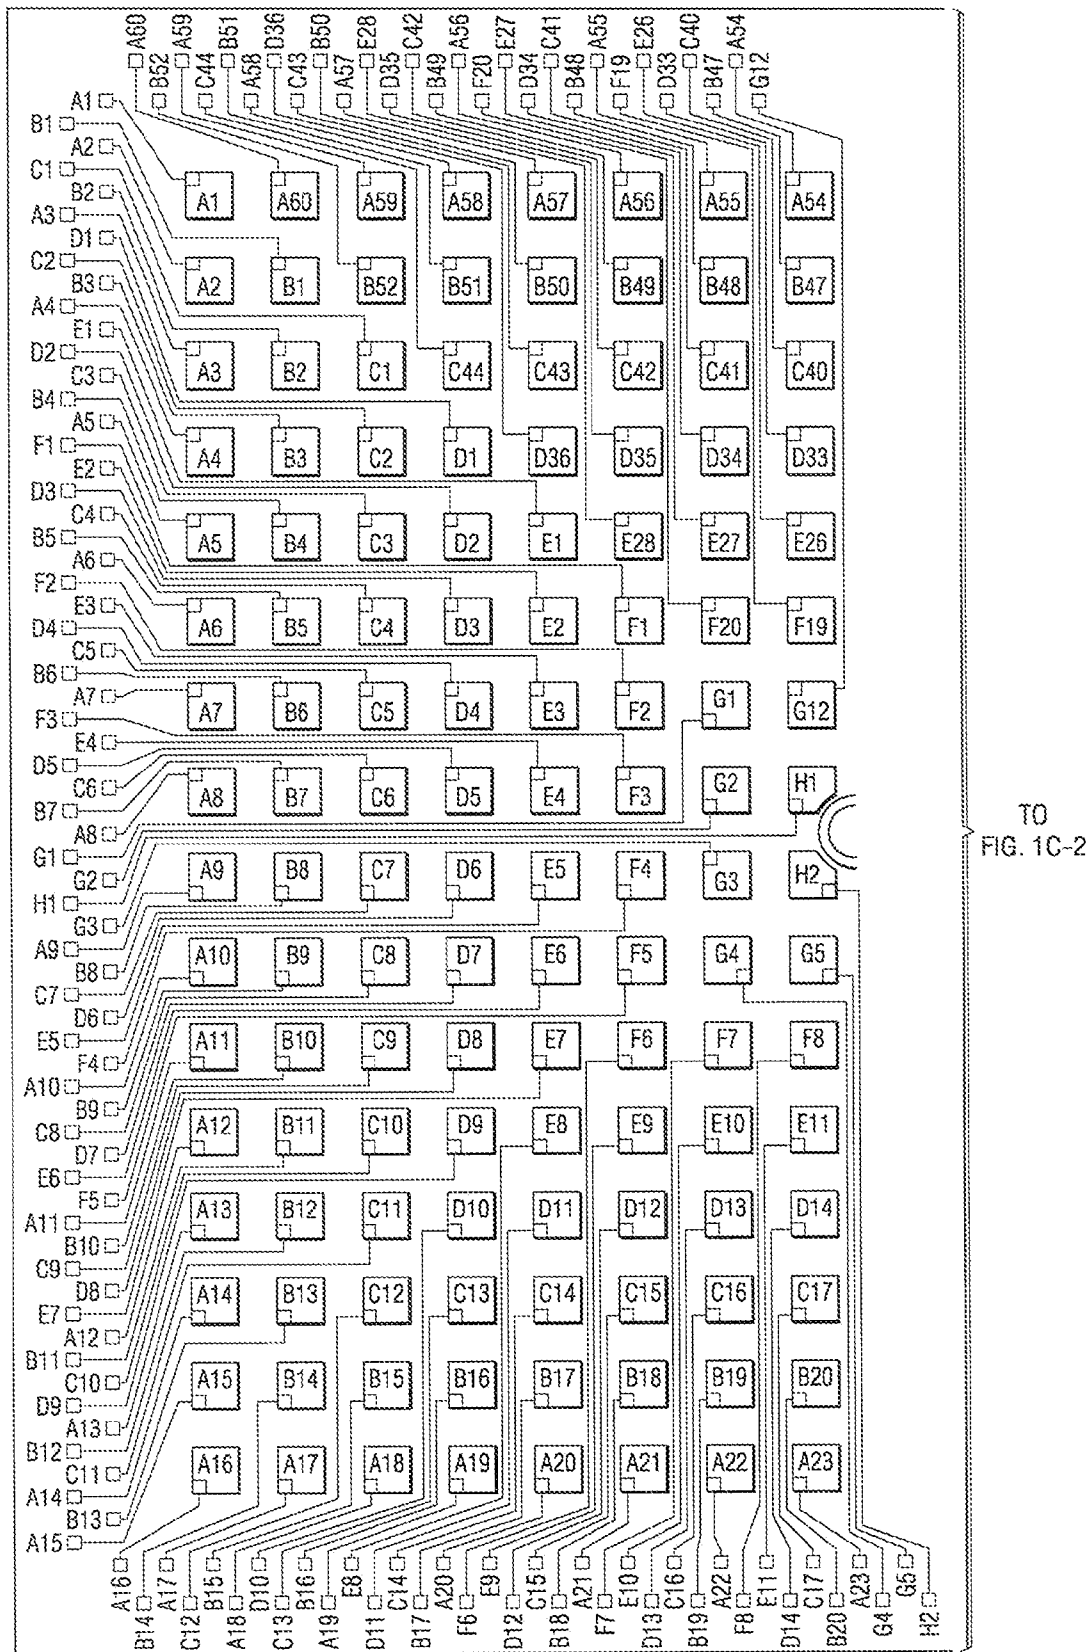 A60 A59 B51 D36 B50 E28 C42 A56 E27 C41 A55 E26 C40 A54
B52 C44 A58 C43 A57 D35 B49 F20 D34 B48 F19 D33 B47 G12
A1
B1
A2
C1
B2
A3
D1
C2
B3
A4
E1
D2
C3
B4
A5
F1
E2
D3
C4
B5
A6
F2
E3
D4
C5
B6
A7
F3
E4
D5
C6
B7
A8
G1
G2
H1
G3
A9
B8
C7
D6
E5
F4
A10
B9
C8
D7
E6
F5
A11
B10
C9
D8
E7
A12
B11
C10
D9
A13
B12
C11
A14
B13
A15
A1 A60 A59 A58 A57 A56 A55 A54
A2 B1 B52 B51 B50 B49 B48 B47
A3 B2 C1 C44 C43 C42 C41 C40
A4 B3 C2 D1 D36 D35 D34 D33
A5 B4 C3 D2 E1 E28 E27 E26
A6 B5 C4 D3 E2 F1 F20 F19
A7 B6 C5 D4 E3 F2 G1 G12
A8 B7 C6 D5 E4 F3 G2 H1
A9 B8 C7 D6 E5 F4 G3 H2
A10 B9 C8 D7 E6 F5 G4 G5
A11 B10 C9 D8 E7 F6 F7 F8
A12 B11 C10 D9 E8 E9 E10 E11
A13 B12 C11 D10 D11 D12 D13 D14
A14 B13 C12 C13 C14 C15 C16 C17
A15 B14 B15 B16 B17 B18 B19 B20
A16 A17 A18 A19 A20 A21 A22 A23
TO
FIG. 1C-2
A16 A17 B15 D10 B16 E8 C14 A20 E9 C15 A21 E10 C16 A22 E11 C17 A23 G5
B14 C12 A18 C13 A19 D11 B17 F6 D12 B18 F7 D13 B19 F8 D14 B20 G4 H2